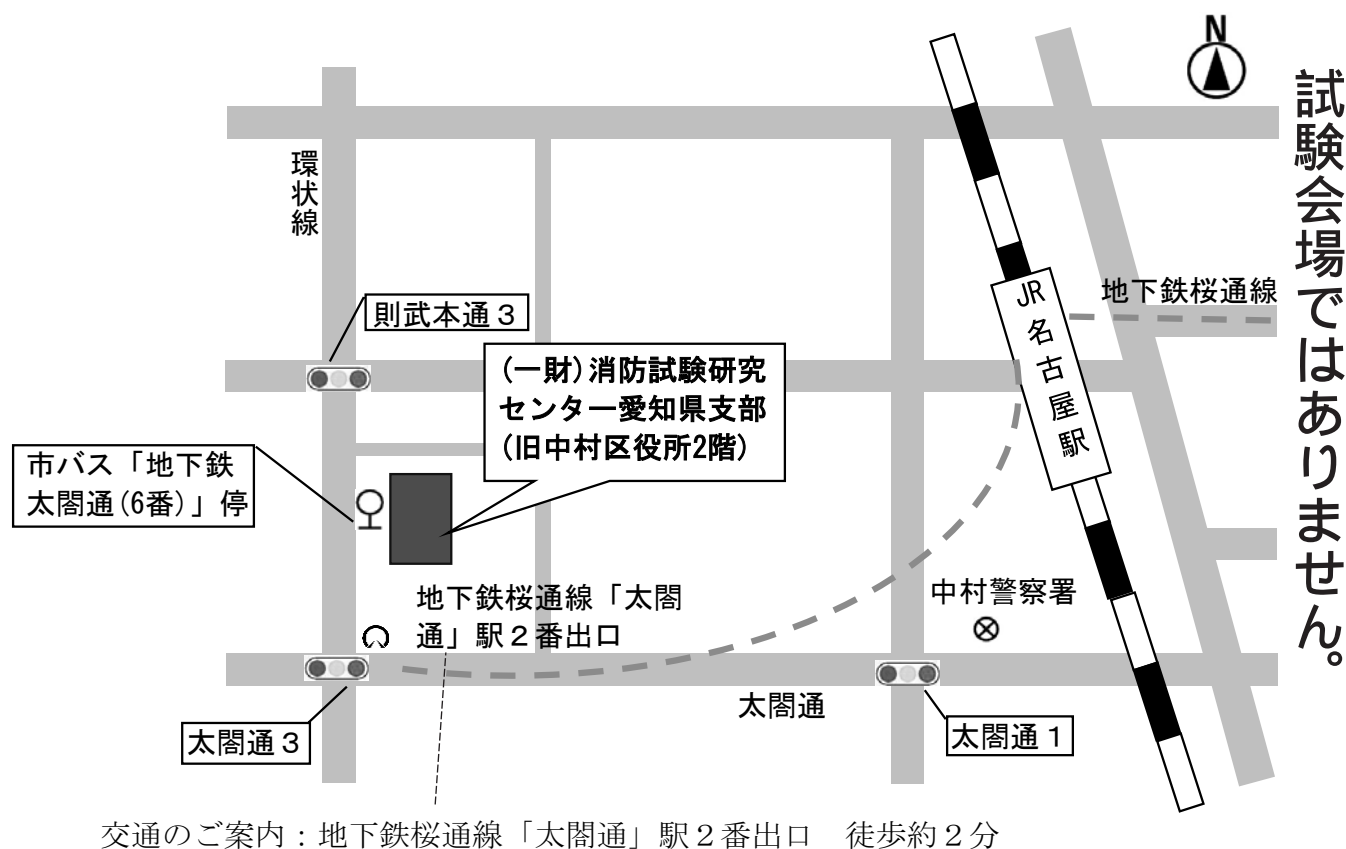 N
試験会場ではありません。
環状線
則武本通３
(一財)消防試験研究
センター愛知県支部
(旧中村区役所2階)
JR名古屋駅
地下鉄桜通線
市バス「地下鉄
太閤通(6番)」停
地下鉄桜通線「太閤
通」駅２番出口
中村警察署
太閤通
太閤通３
太閤通１
交通のご案内：地下鉄桜通線「太閤通」駅２番出口　徒歩約２分